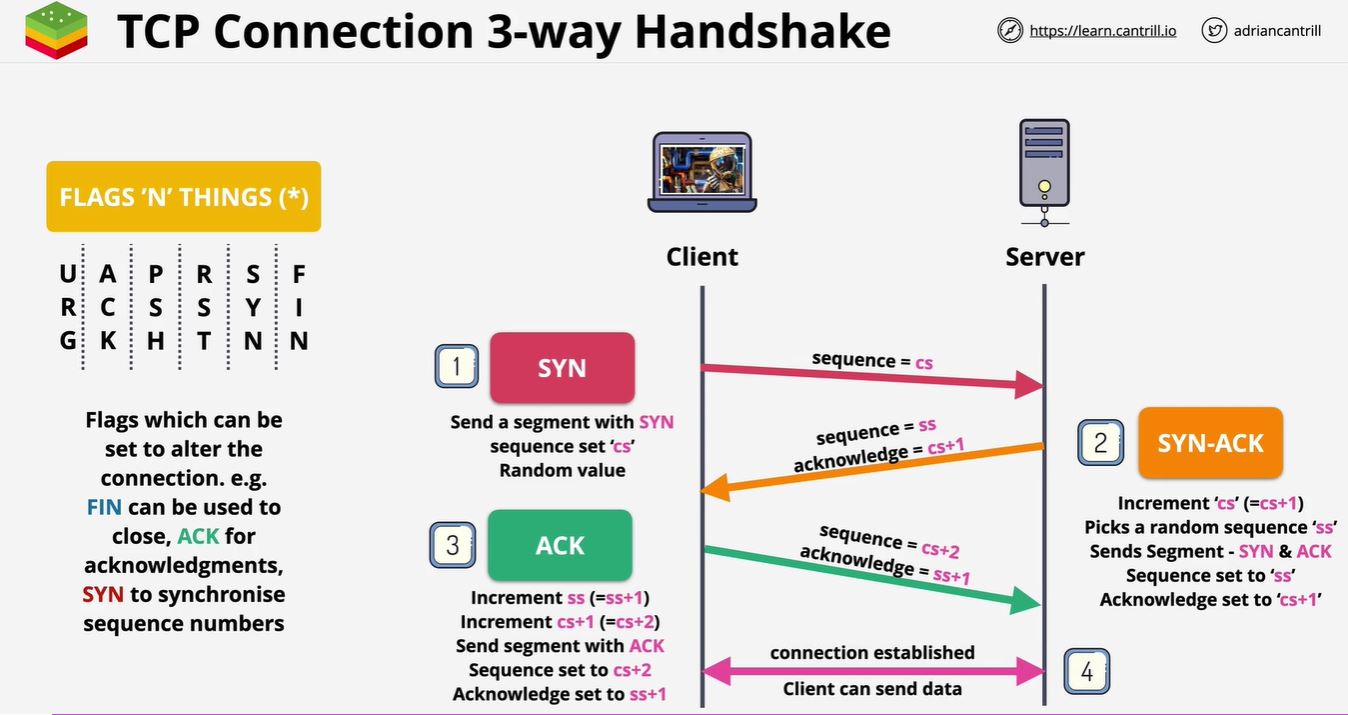 TCP Connection 3-way Handshake
https://learn.cantrill.io
adriancantrill
FLAGS ’N’ THINGS (*)
URG
ACK
PSH
RST
SYN
FIN
Flags which can be
set to alter the
connection. e.g.
FIN can be used to
close, ACK for
acknowledgments,
SYN to synchronise
sequence numbers
Client
Server
1
SYN
Send a segment with SYN
sequence set ‘cs’
Random value
sequence = cs
2
SYN-ACK
Increment ‘cs’ (=cs+1)
Picks a random sequence ‘ss’
Sends Segment - SYN & ACK
Sequence set to ‘ss’
Acknowledge set to ‘cs+1’
sequence = ss
acknowledge = cs+1
3
ACK
Increment ss (=ss+1)
Increment cs+1 (=cs+2)
Send segment with ACK
Sequence set to cs+2
Acknowledge set to ss+1
sequence = cs+2
acknowledge = ss+1
connection established
Client can send data
4